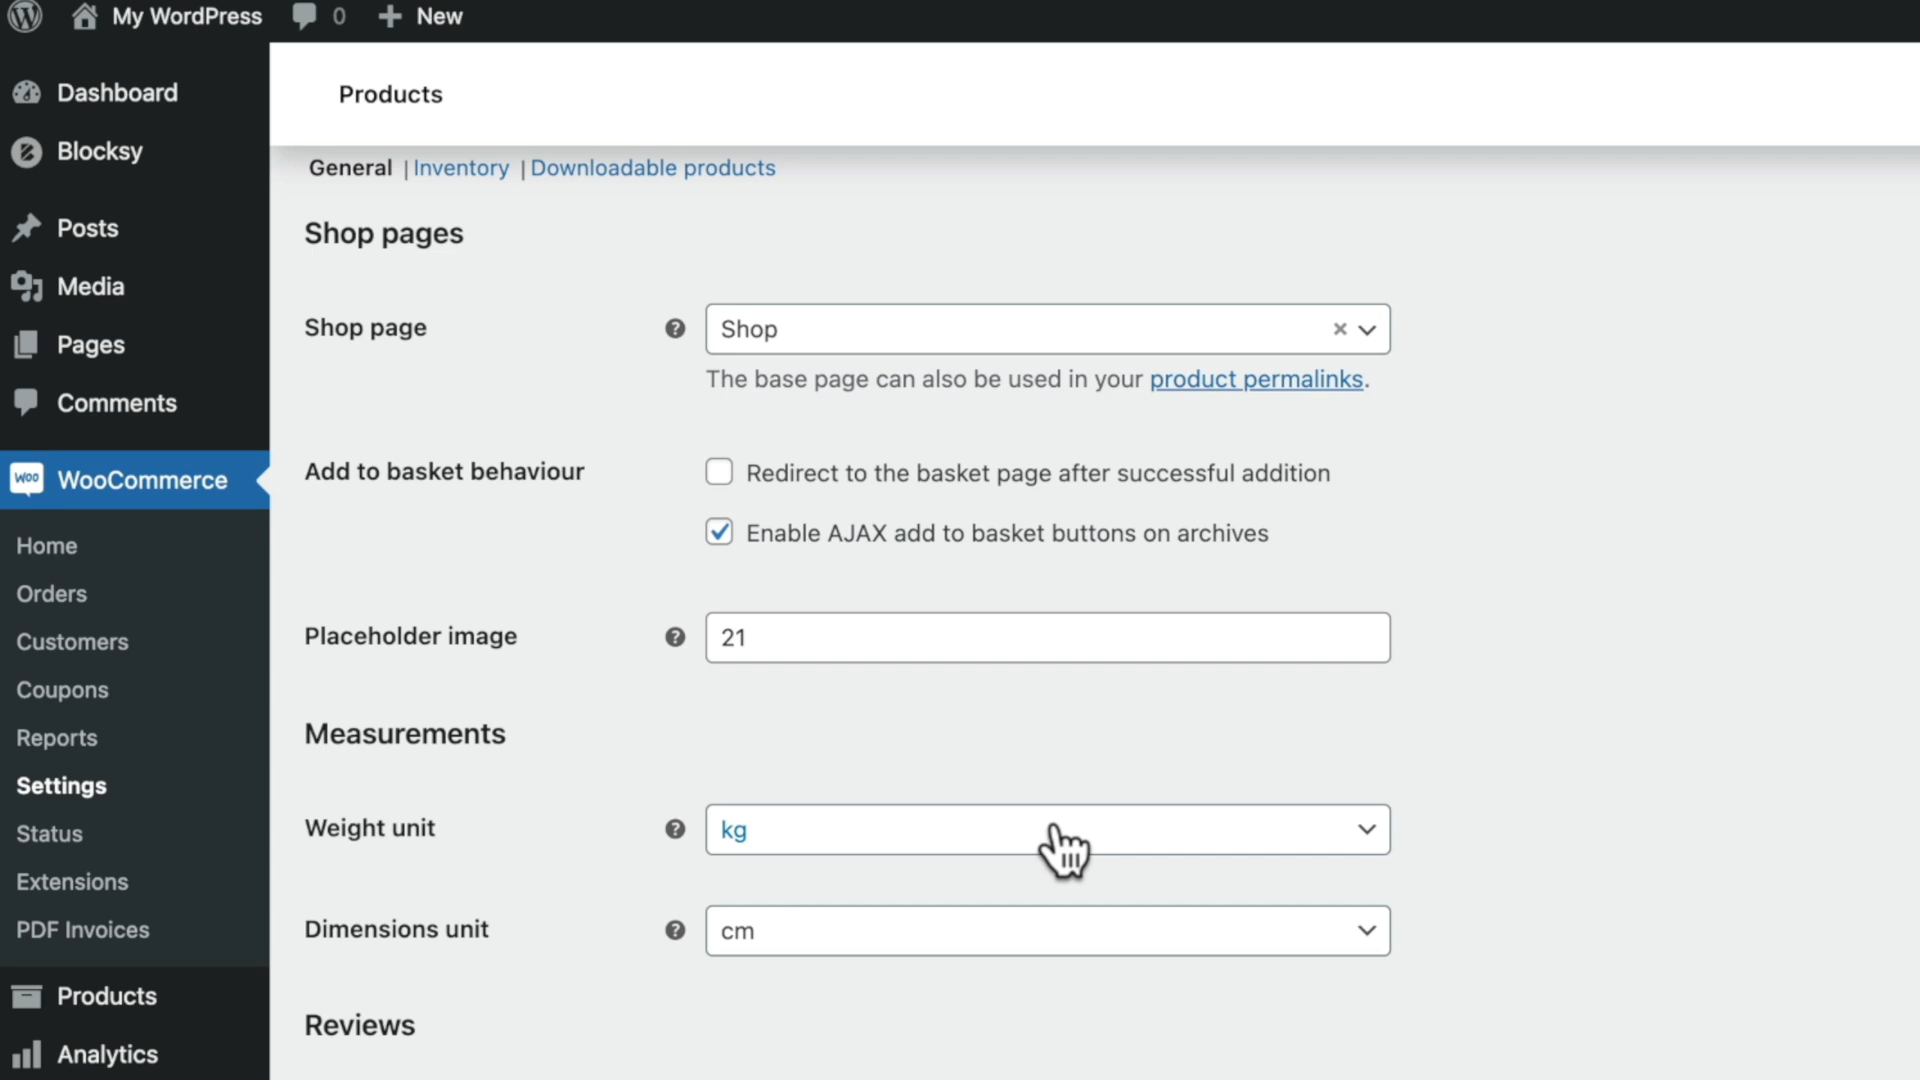 My WordPress 0 New
Dashboard
Blocksy
Posts
Media
Pages
Comments
Woo WooCommerce
Home
Orders
Customers
Coupons
Reports
Settings
Status
Extensions
PDF Invoices
Products
Analytics
Products
General | Inventory | Downloadable products
Shop pages
Shop page Shop
The base page can also be used in your product permalinks.
Add to basket behaviour Redirect to the basket page after successful addition
Enable AJAX add to basket buttons on archives
Placeholder image 21
Measurements
Weight unit kg
Dimensions unit cm
Reviews